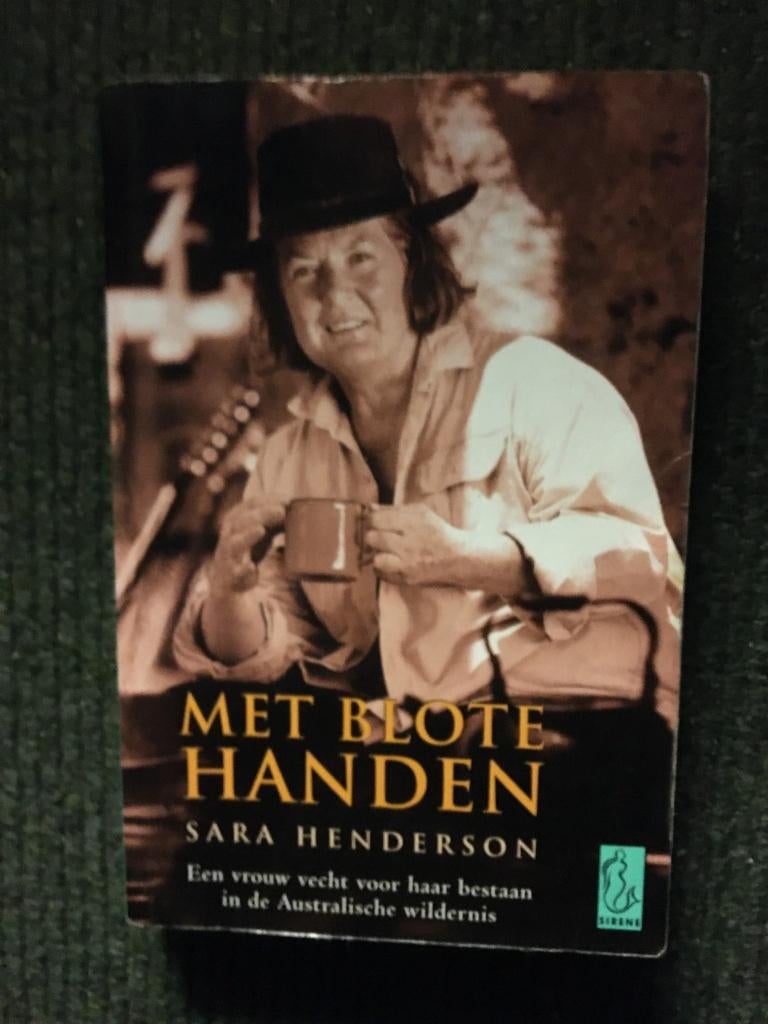 MET BLOTE
HANDEN
SARA HENDERSON
Een vrouw vecht voor haar bestaan
in de Australische wildernis
SIRENE